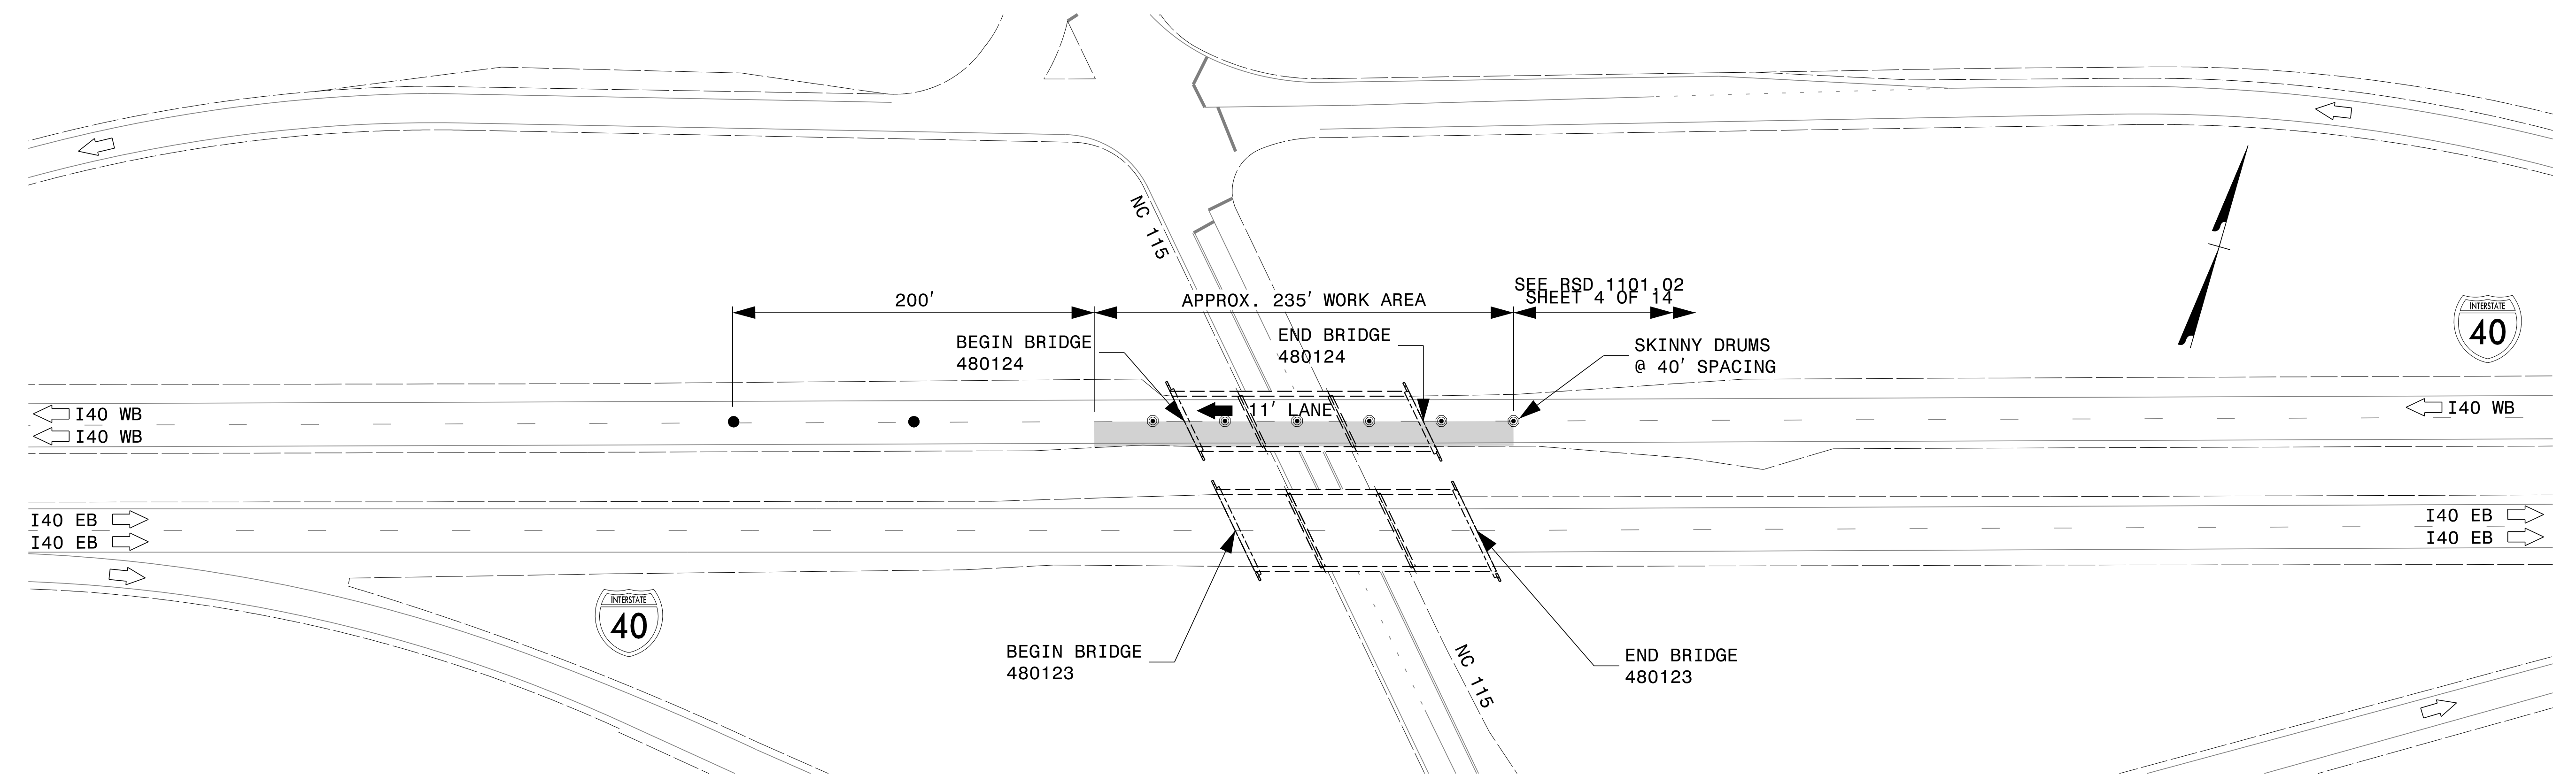 NC 115
SEE RSD 1101.02
SHEET 4 OF 14
200'
APPROX. 235' WORK AREA
BEGIN BRIDGE
480124
END BRIDGE
480124
SKINNY DRUMS
@ 40' SPACING
INTERSTATE
40
I40 WB
I40 WB
11' LANE
I40 WB
I40 EB
I40 EB
I40 EB
I40 EB
INTERSTATE
40
BEGIN BRIDGE
480123
NC 115
END BRIDGE
480123